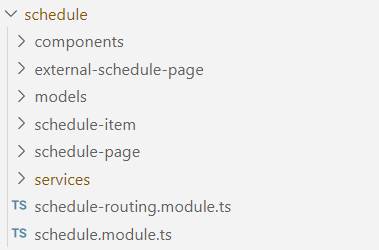 schedule
components
external-schedule-page
models
schedule-item
schedule-page
services
TS schedule-routing.module.ts
TS schedule.module.ts